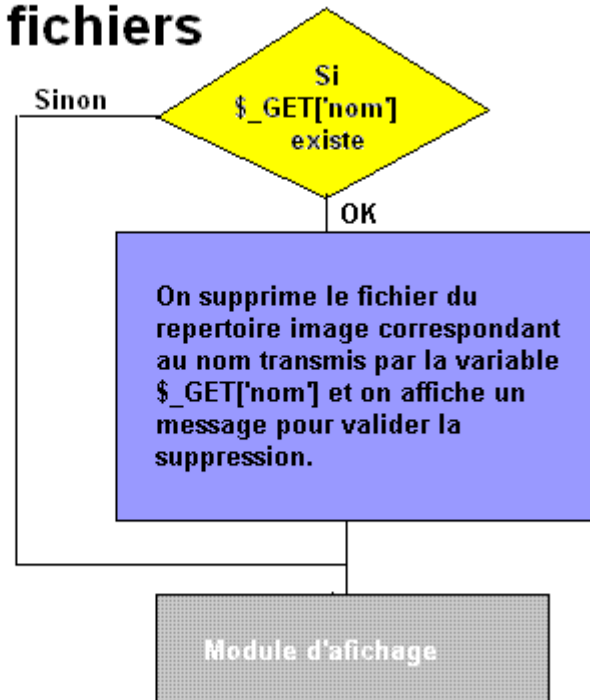 fichiers
Si
$_GET['nom']
existe
Sinon
OK
On supprime le fichier du
repertoire image correspondant
au nom transmis par la variable
$_GET['nom'] et on affiche un
message pour valider la
suppression.
Module d'afichage